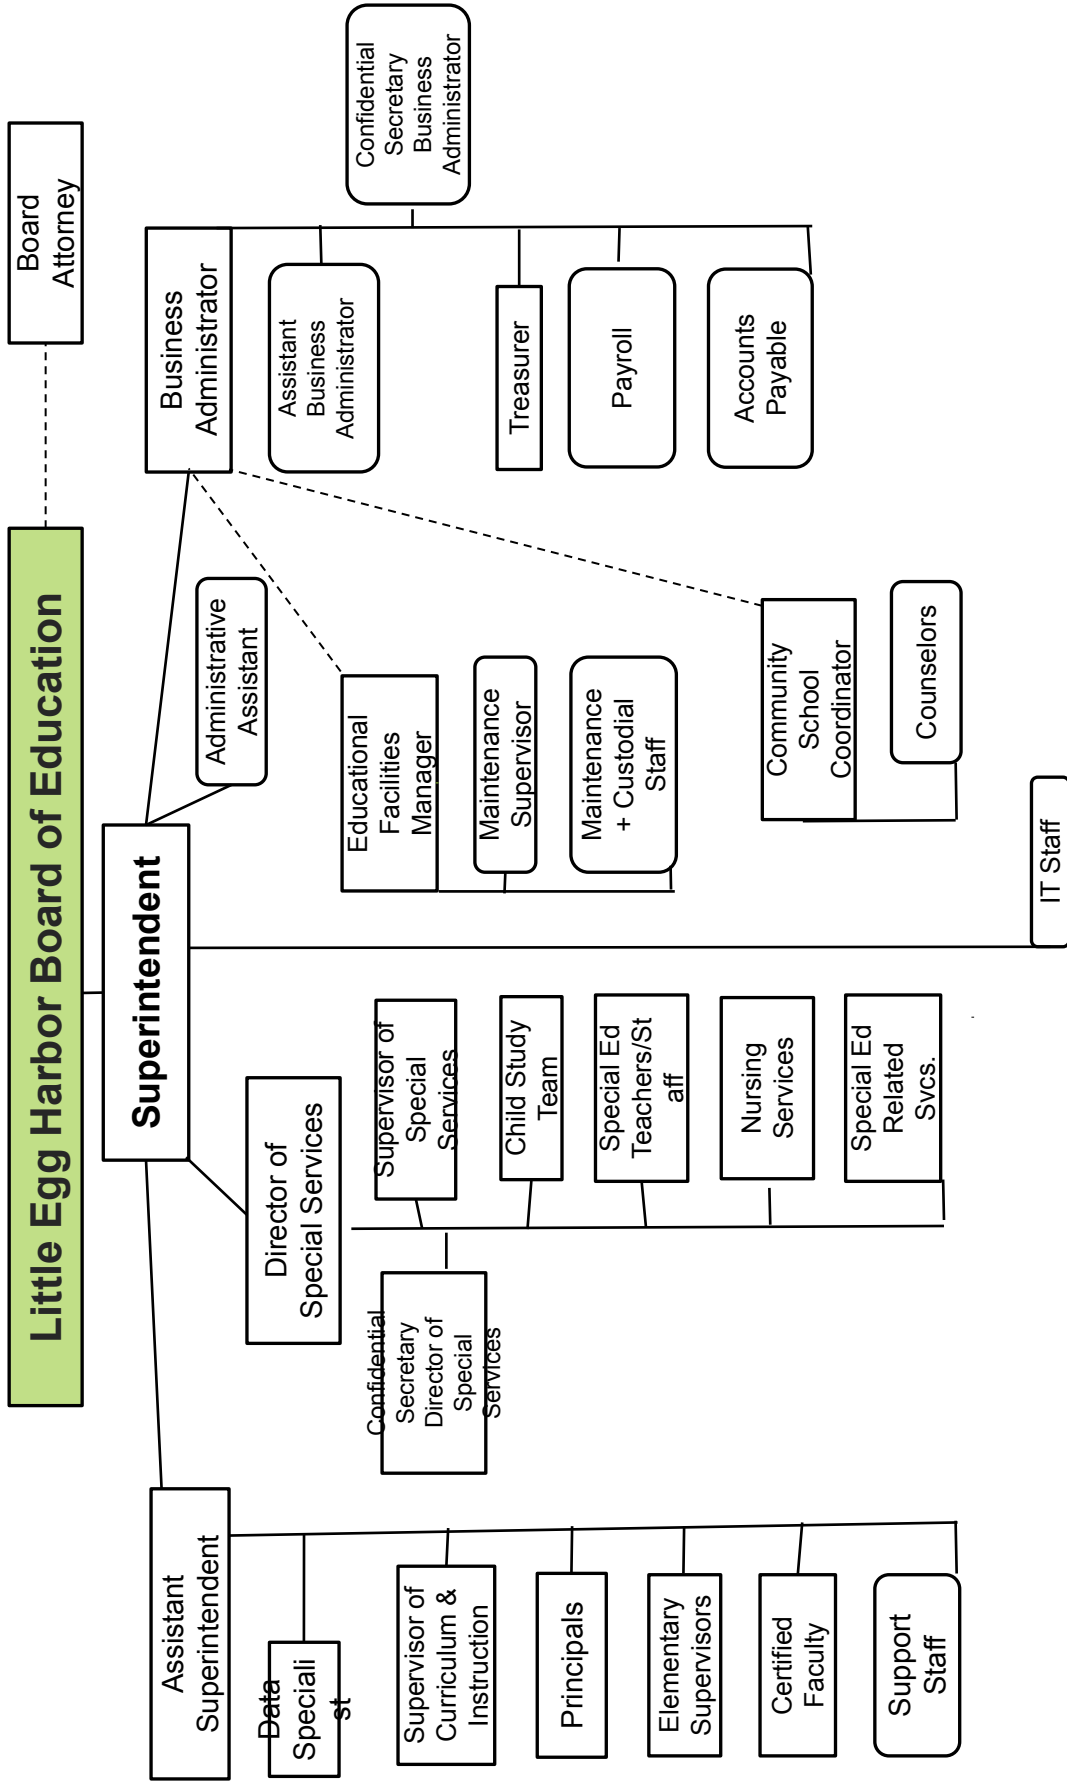 Little Egg Harbor Board of Education
Board
Attorney
Superintendent
Assistant
Superintendent
Data
Speciali
st
Supervisor of
Curriculum &
Instruction
Principals
Elementary
Supervisors
Certified
Faculty
Support
Staff
Director of
Special Services
Confidential
Secretary
Director of
Special
Services
Supervisor of
Special
Services
Child Study
Team
Special Ed
Teachers/St
aff
Nursing
Services
Special Ed
Related
Svcs.
IT Staff
Administrative
Assistant
Educational
Facilities
Manager
Maintenance
Supervisor
Maintenance
+ Custodial
Staff
Community
School
Coordinator
Counselors
Business
Administrator
Confidential
Secretary
Business
Administrator
Assistant
Business
Administrator
Treasurer
Payroll
Accounts
Payable